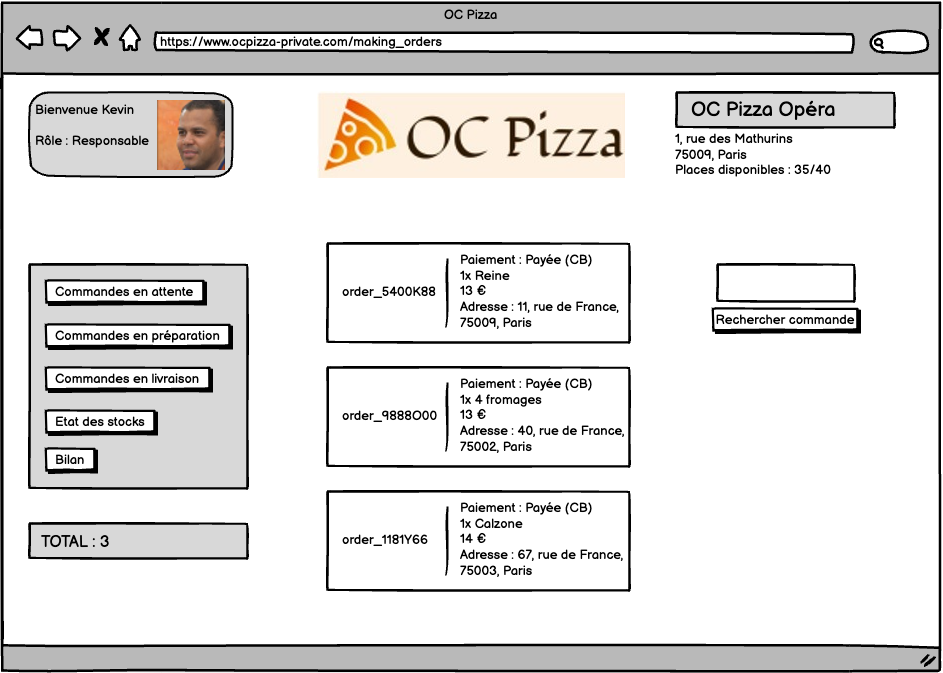 OC Pizza
https://www.ocpizza-private.com/making_orders
Bienvenue Kevin
Rôle : Responsable
OC Pizza
OC Pizza Opéra
1, rue des Mathurins
75009, Paris
Places disponibles : 35/40
Commandes en attente
Commandes en préparation
Commandes en livraison
Etat des stocks
Bilan
TOTAL : 3
order_5400K88
Paiement : Payée (CB)
1x Reine
13 €
Adresse : 11, rue de France,
75009, Paris
order_9888O00
Paiement : Payée (CB)
1x 4 fromages
13 €
Adresse : 40, rue de France,
75002, Paris
order_1181Y66
Paiement : Payée (CB)
1x Calzone
14 €
Adresse : 67, rue de France,
75003, Paris
Rechercher commande